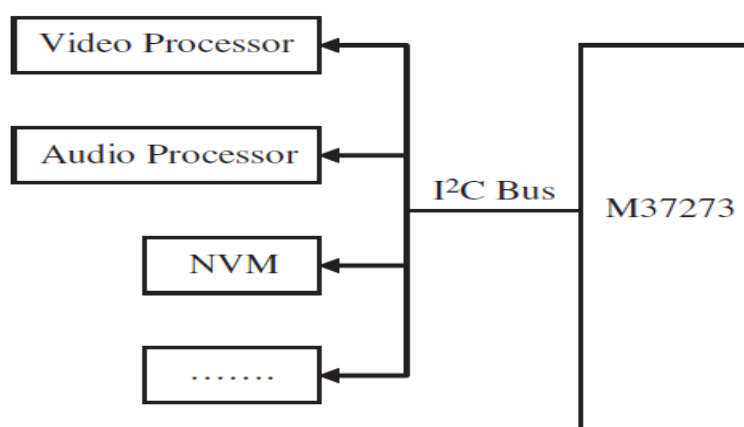 Video Processor
Audio Processor
I²C Bus
M37273
NVM
.......